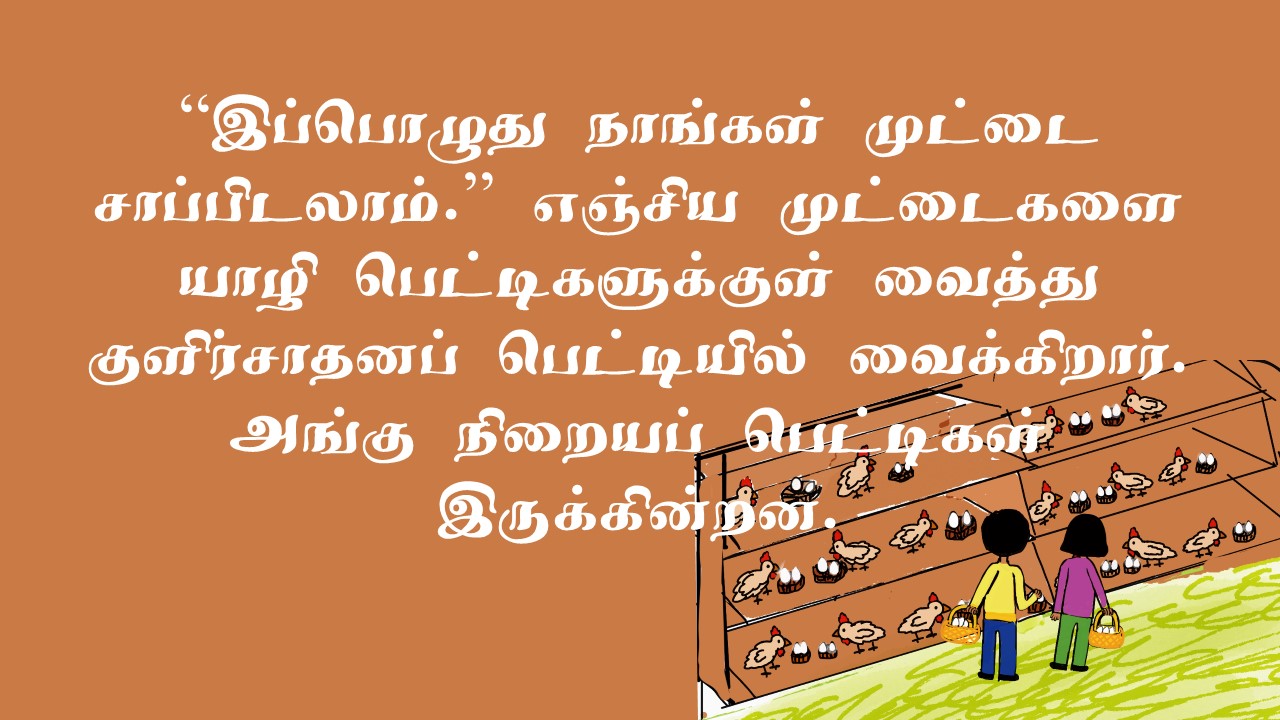 “இப்பொழுது நாங்கள் முட்டை
சாப்பிடலாம்.” எஞ்சிய முட்டைகளை
யாழி பெட்டிகளுக்குள் வைத்து
குளிர்சாதனப் பெட்டியில் வைக்கிறார்.
அங்கு நிறையப் பெட்டிகள்
இருக்கின்றன.